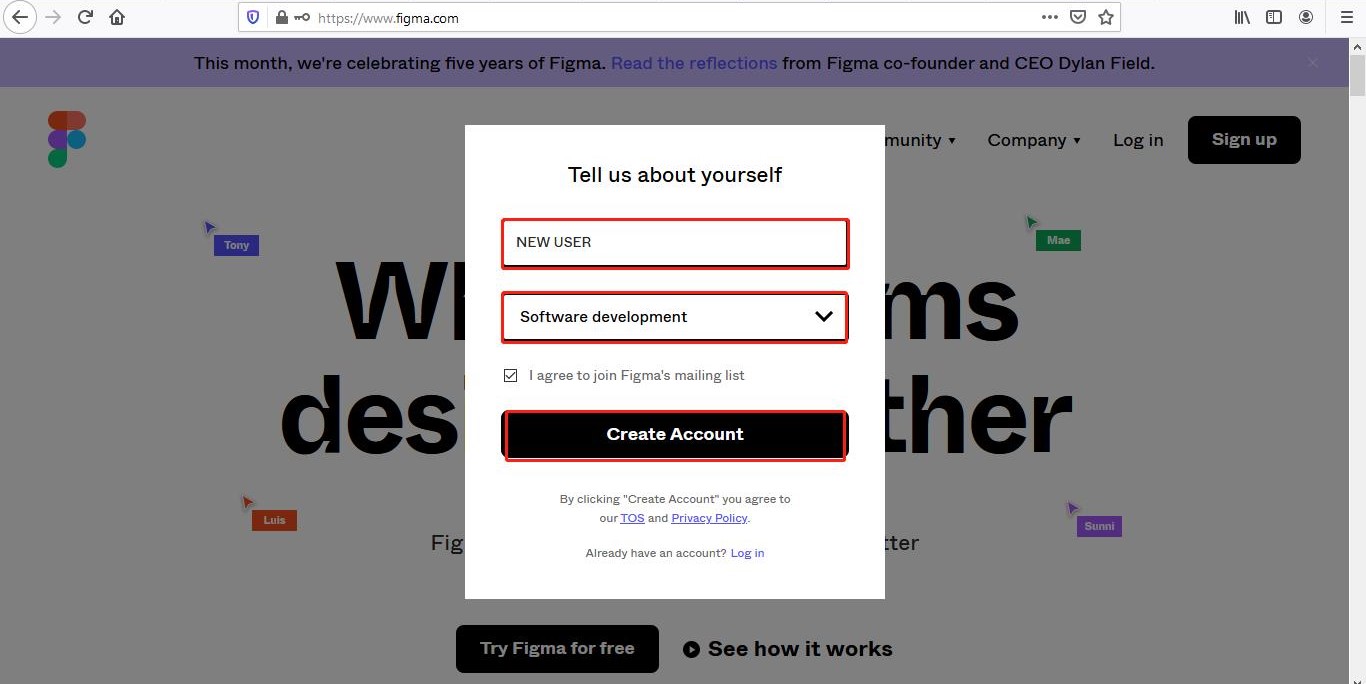 https://www.figma.com
This month, we're celebrating five years of Figma. Read the reflections from Figma co-founder and CEO Dylan Field.
munity Company Log in Sign up
Tell us about yourself
NEW USER
Tony
Mae
Software development
I agree to join Figma's mailing list
des
ther
Create Account
By clicking "Create Account" you agree to
our TOS and Privacy Policy.
Luis
Sunni
Already have an account? Log in
Fig
tter
Try Figma for free
See how it works